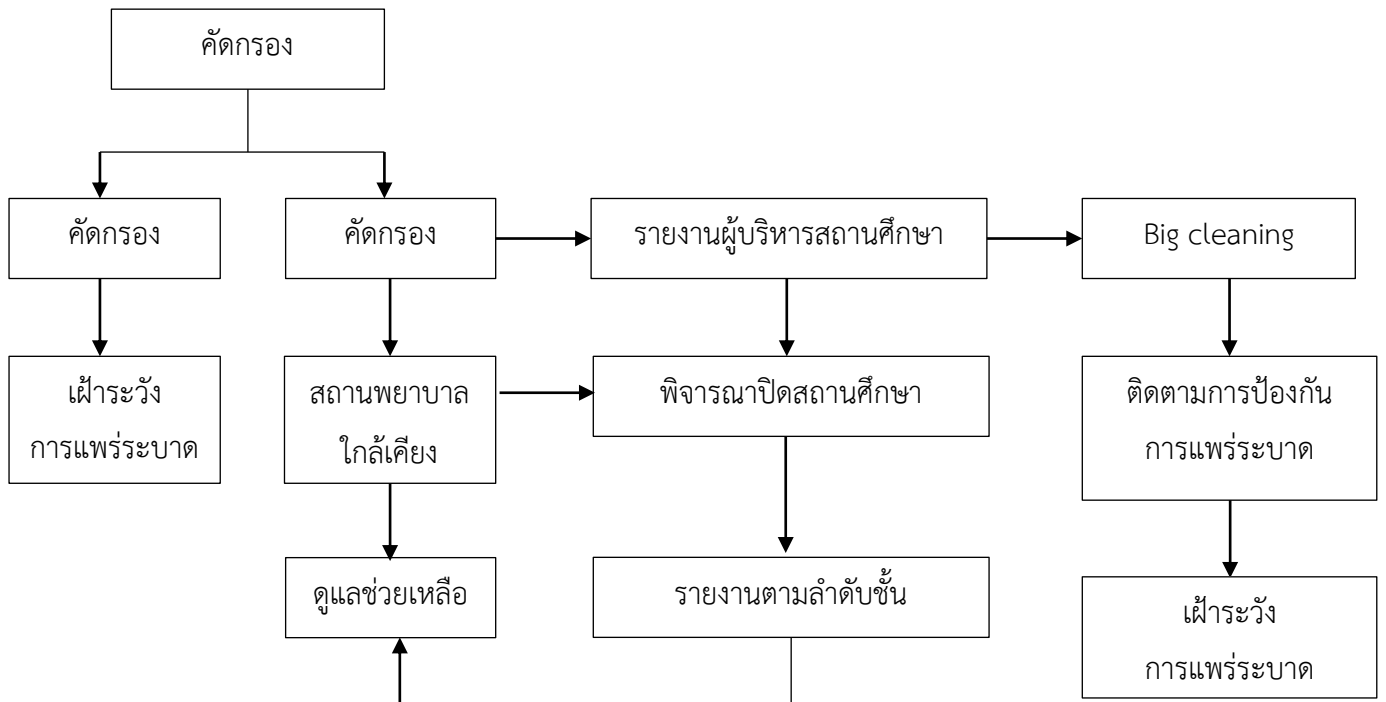 คัดกรอง
คัดกรอง
คัดกรอง
รายงานผู้บริหารสถานศึกษา
Big cleaning
เฝ้าระวัง
การแพร่ระบาด
สถานพยาบาล
ใกล้เคียง
พิจารณาปิดสถานศึกษา
ติดตามการป้องกัน
การแพร่ระบาด
ดูแลช่วยเหลือ
รายงานตามลำดับชั้น
เฝ้าระวัง
การแพร่ระบาด